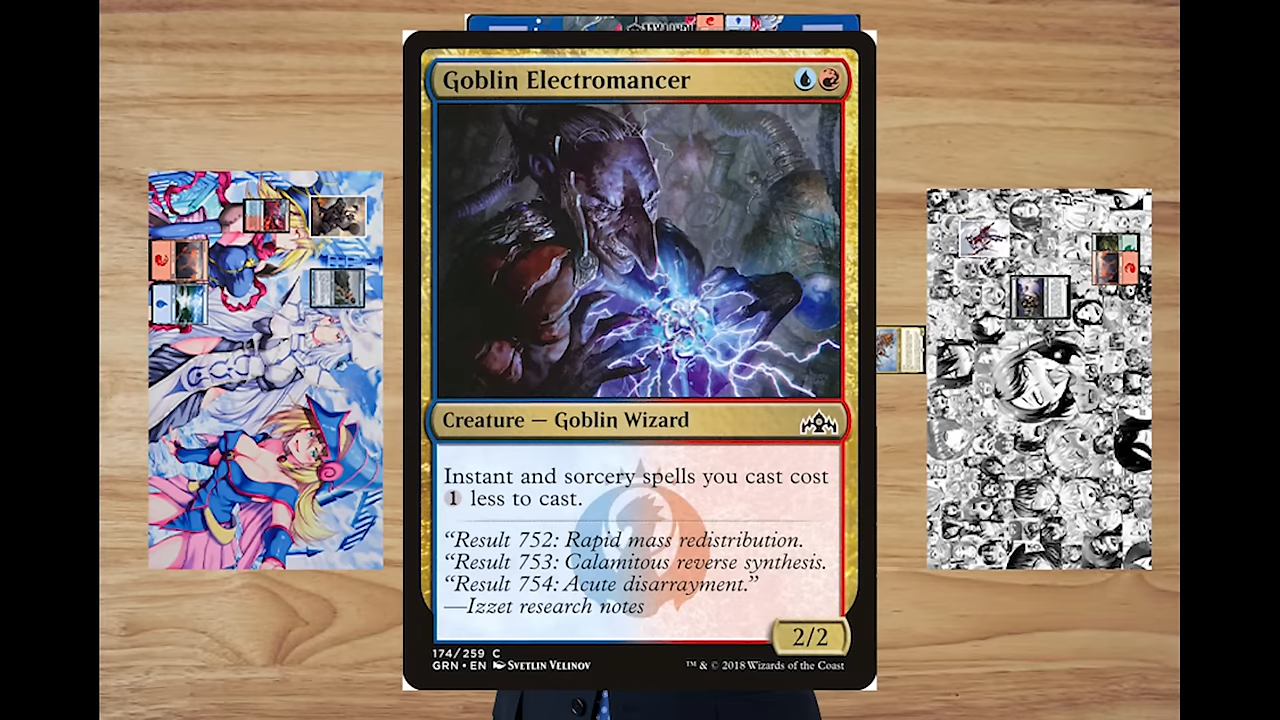 Goblin Electromancer
Creature — Goblin Wizard
Instant and sorcery spells you cast cost
1 less to cast.
“Result 752: Rapid mass redistribution.
“Result 753: Calamitous reverse synthesis.
“Result 754: Acute disarrayment.”
—Izzet research notes
2/2
174/259 C
GRN • EN SVETLIN VELINOV
™ & © 2018 Wizards of the Coast